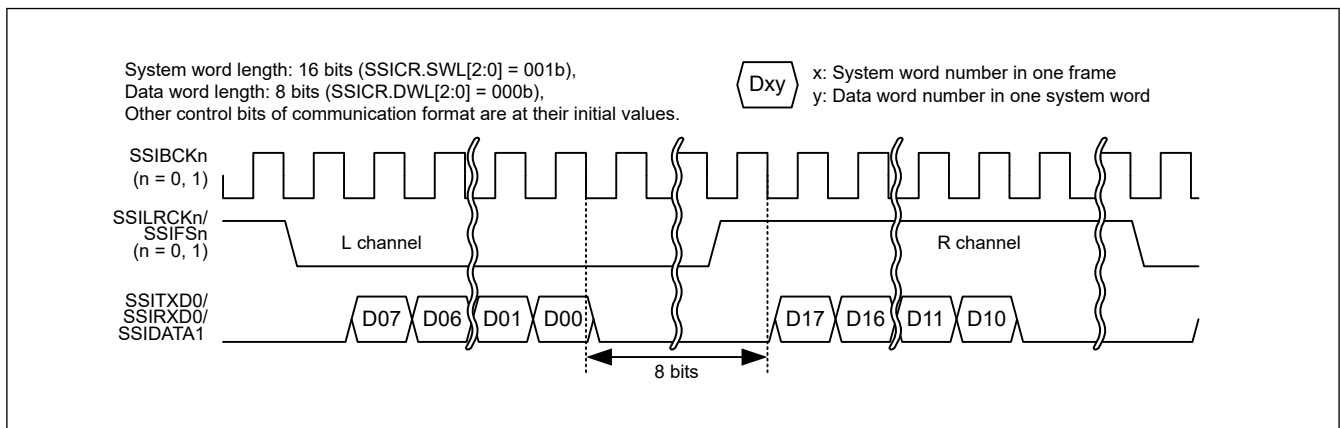 System word length: 16 bits (SSICR.SWL[2:0] = 001b),
Data word length: 8 bits (SSICR.DWL[2:0] = 000b),
Other control bits of communication format are at their initial values.
Dxy
x: System word number in one frame
y: Data word number in one system word
SSIBCKn
(n = 0, 1)
SSILRCKn/
SSIFSn
(n = 0, 1)
L channel
R channel
SSITXD0/
SSIRXD0/
SSIDATA1
D07 D06 D01 D00 D17 D16 D11 D10
8 bits